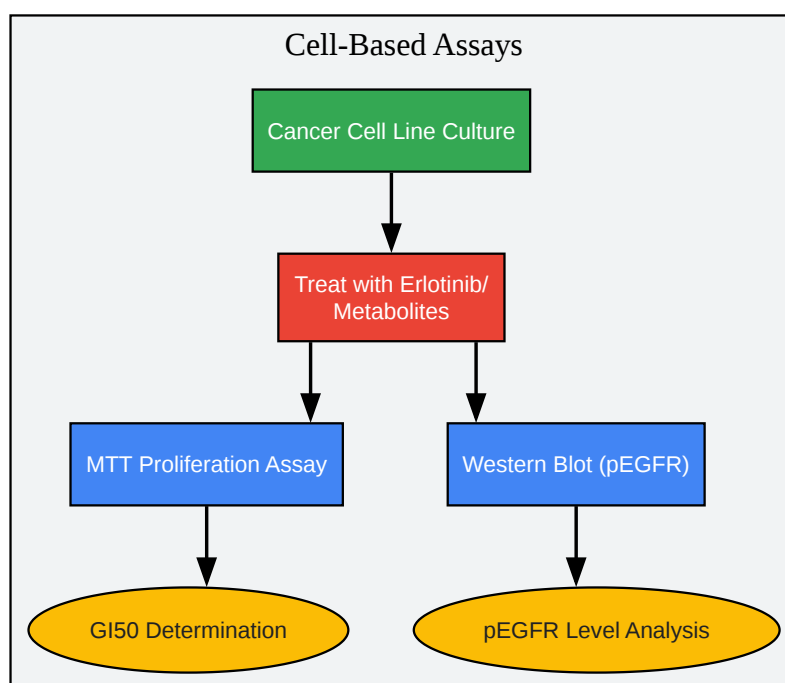 Cell-Based Assays
Cancer Cell Line Culture
Treat with Erlotinib/
Metabolites
MTT Proliferation Assay
Western Blot (pEGFR)
GI50 Determination
pEGFR Level Analysis